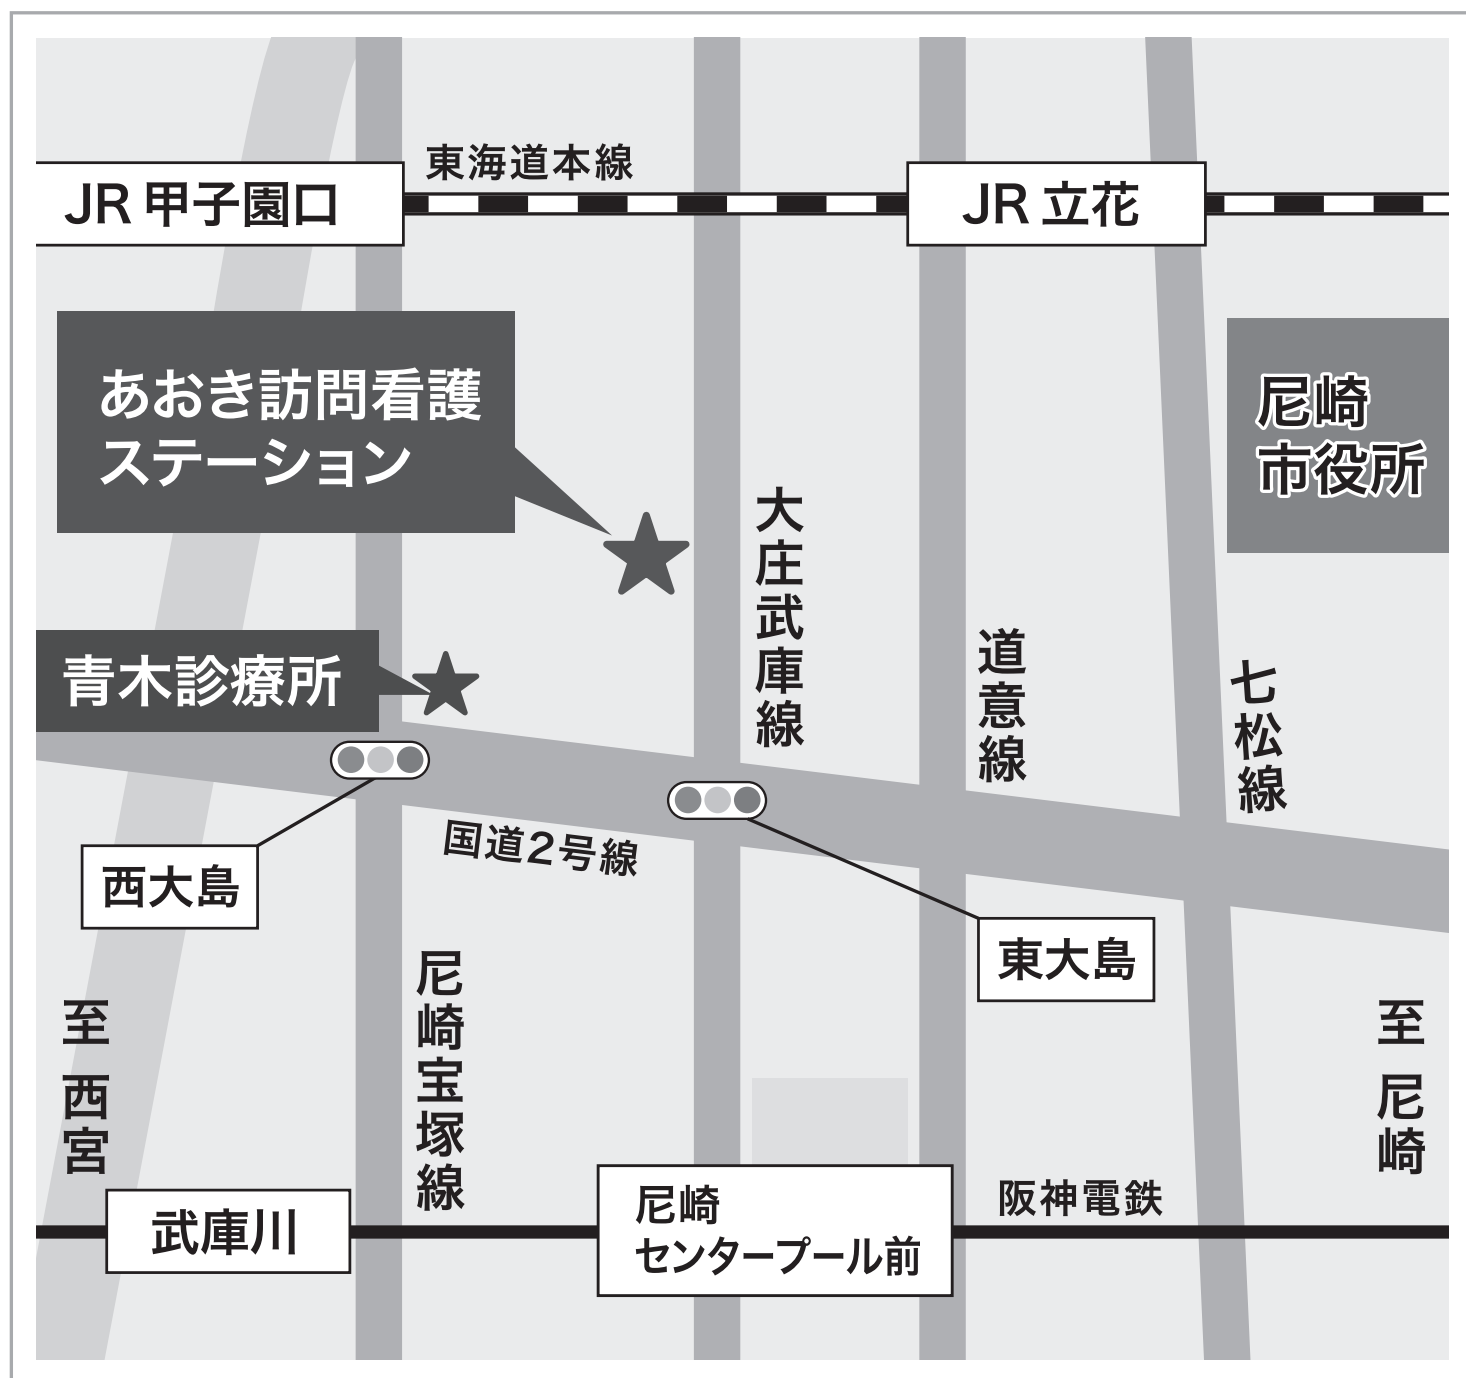 東海道本線
JR 甲子園口
JR 立花
あおき訪問看護
ステーション
尼崎
市役所
大庄武庫線
道意線
七松線
青木診療所
国道2号線
西大島
東大島
尼崎宝塚線
至 西宮
至 尼崎
武庫川
尼崎
センタープール前
阪神電鉄